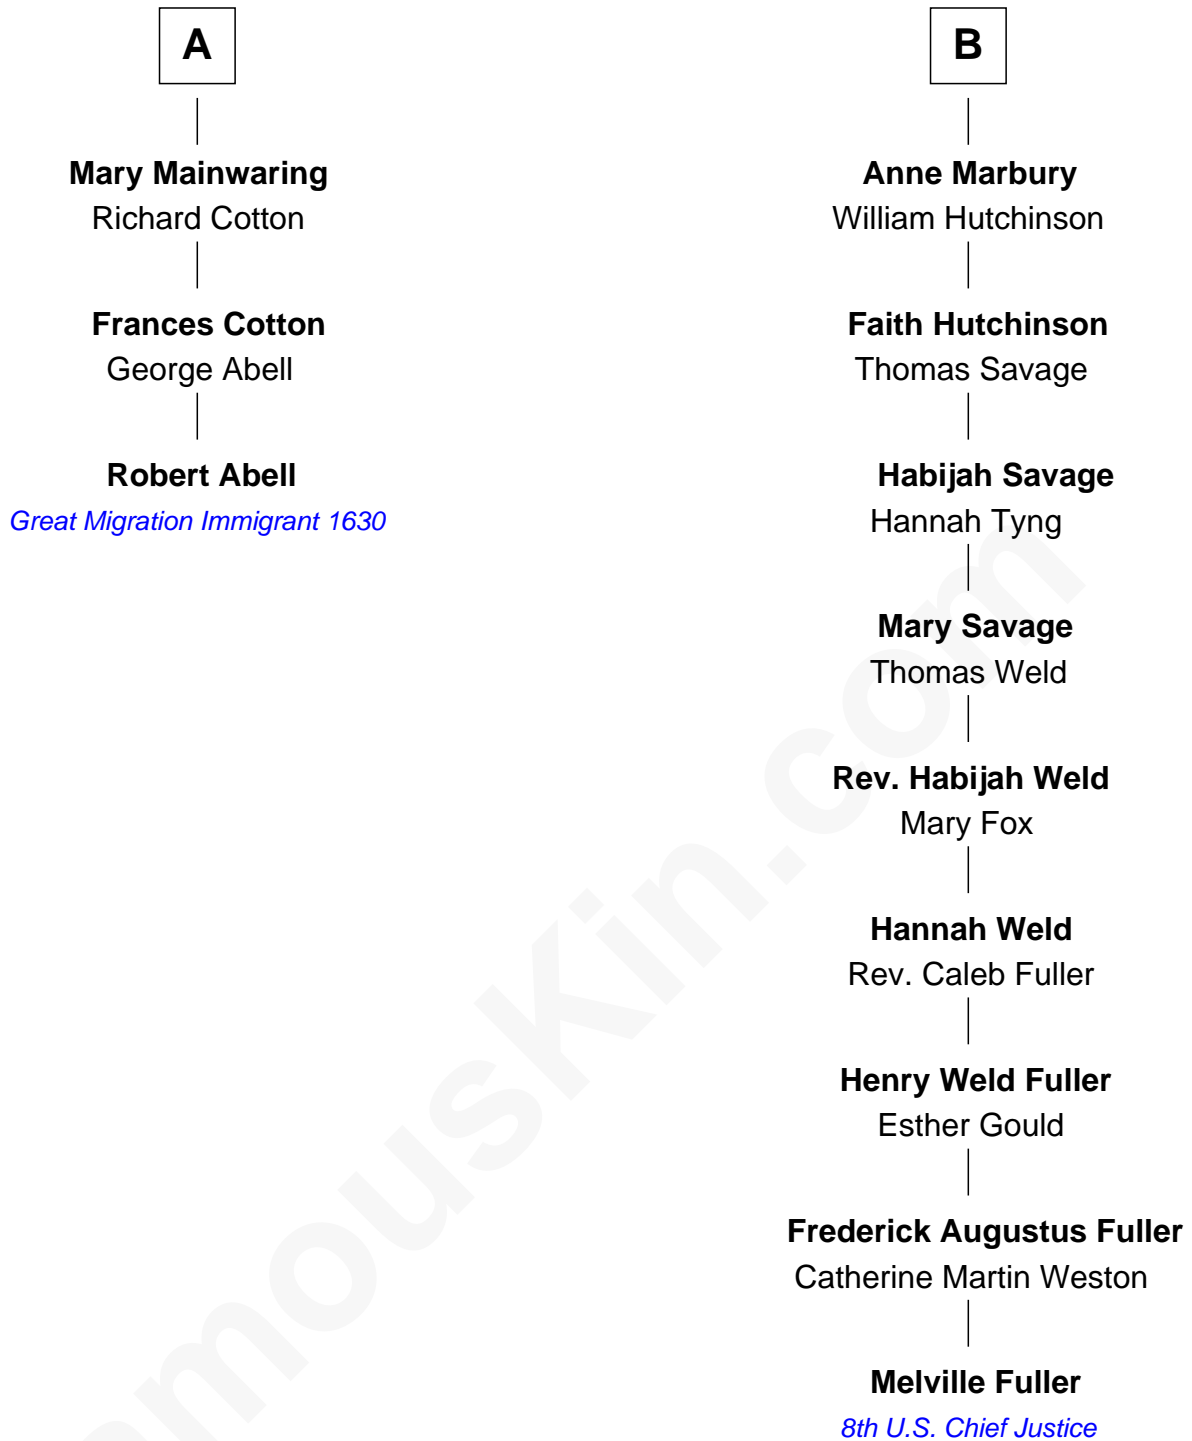 A
Mary Mainwaring
Richard Cotton
Frances Cotton
George Abell
Robert Abell
Great Migration Immigrant 1630
B
Anne Marbury
William Hutchinson
Faith Hutchinson
Thomas Savage
Habijah Savage
Hannah Tyng
Mary Savage
Thomas Weld
Rev. Habijah Weld
Mary Fox
Hannah Weld
Rev. Caleb Fuller
Henry Weld Fuller
Esther Gould
Frederick Augustus Fuller
Catherine Martin Weston
Melville Fuller
8th U.S. Chief Justice
amouskin.com